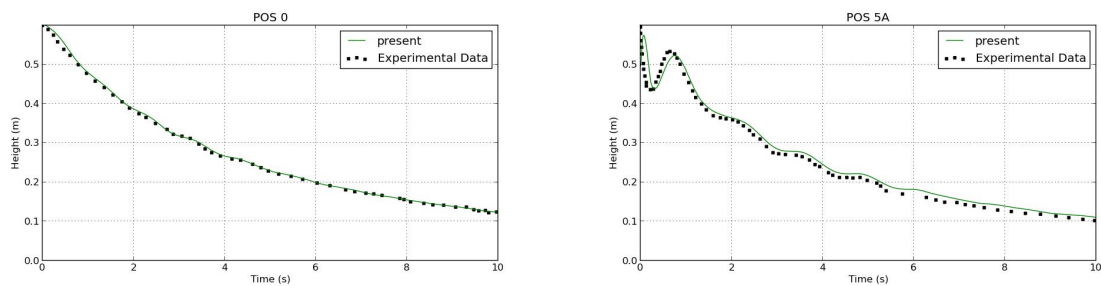 POS 0
present
Experimental Data
Height (m)
0.5
0.4
0.3
0.2
0.1
0.0
0 2 4 6 8 10
Time (s)
POS 5A
present
Experimental Data
Height (m)
0.5
0.4
0.3
0.2
0.1
0.0
0 2 4 6 8 10
Time (s)